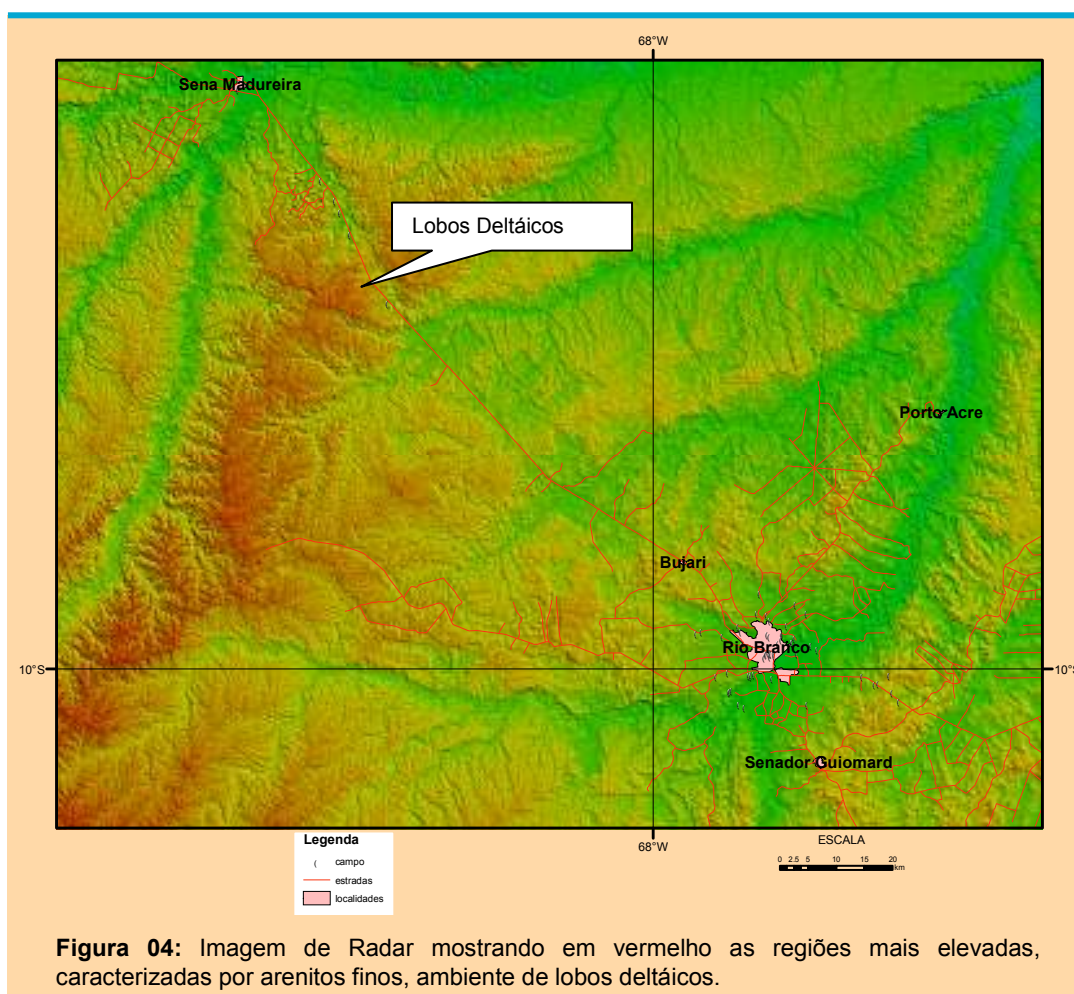 68°W
Sena Madureira
Lobos Deltáicos
Porto Acre
Bujari
Rio Branco
10°S
10°S
Senador Guiomard
68°W
Legenda
campo
estradas
localidades
ESCALA
0 2.5 5 10 15 20
km
Figura 04: Imagem de Radar mostrando em vermelho as regiões mais elevadas,
caracterizadas por arenitos finos, ambiente de lobos deltáicos.